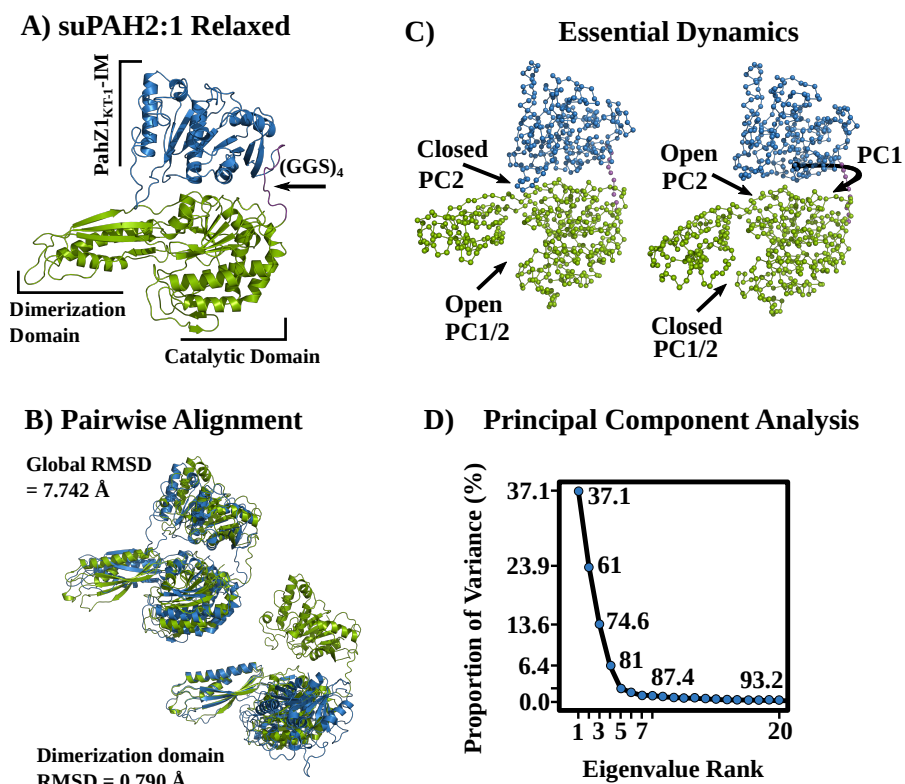 A) suPAH2:1 Relaxed
PahZ1KT-1-IM
(GGS)4
Dimerization
Domain
Catalytic Domain
C) Essential Dynamics
Closed
PC2
Open
PC1/2
Open
PC2
PC1
Closed
PC1/2
B) Pairwise Alignment
Global RMSD
= 7.742 Å
Dimerization domain
RMSD = 0.790 Å
D) Principal Component Analysis
Proportion of Variance (%)
37.1
23.9
13.6
6.4
0.0
37.1
61
74.6
81
87.4
93.2
1 3 5 7 20
Eigenvalue Rank